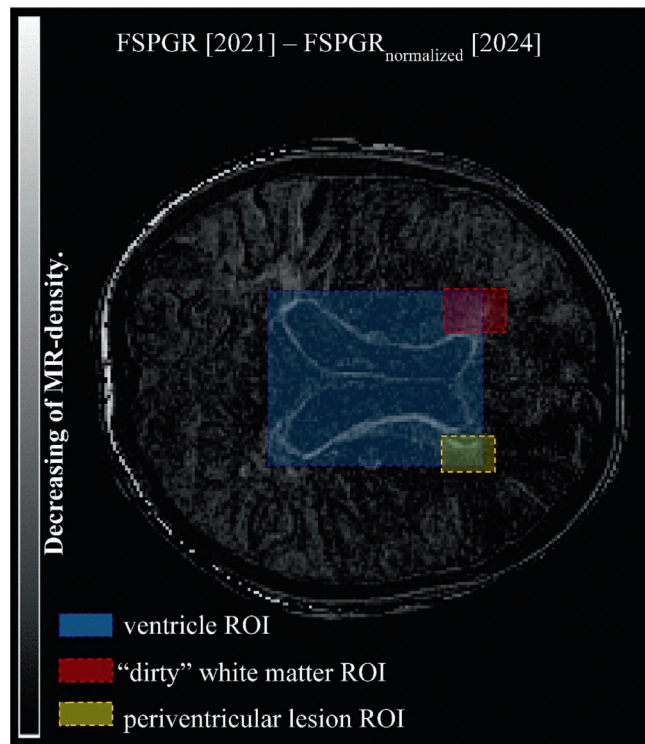 FSPGR [2021] – FSPGRnormalized [2024]
Decreasing of MR-density.
ventricle ROI
“dirty” white matter ROI
periventricular lesion ROI